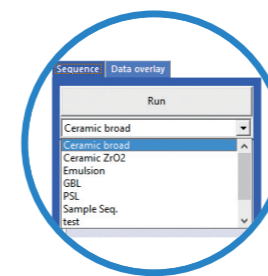 Sequence Data overlay
Run
Ceramic broad
Ceramic broad
Ceramic ZrO2
Emulsion
GBL
PSL
Sample Seq.
test